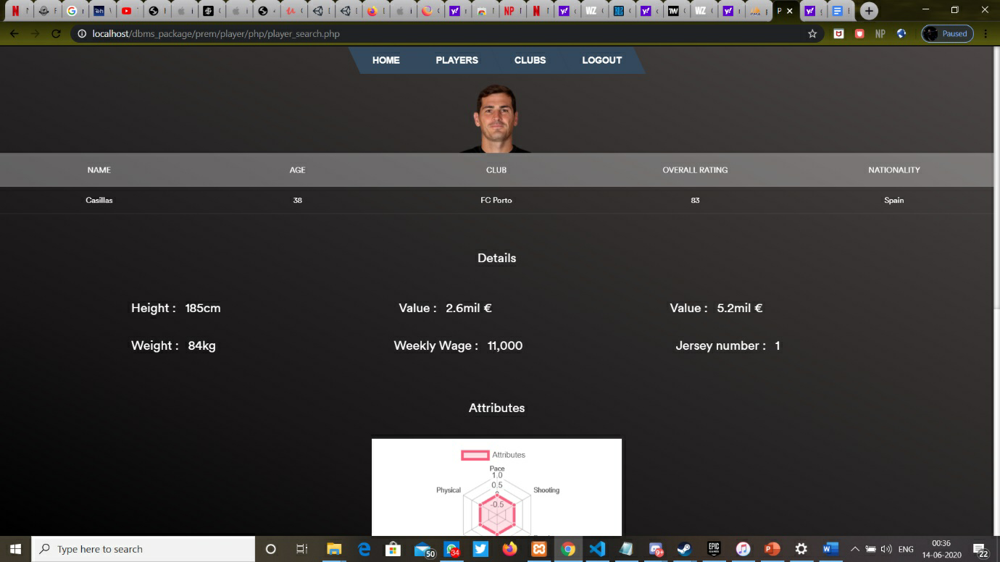 Paused
localhost/dbms_package/prem/player/php/player_search.php
HOME PLAYERS CLUBS LOGOUT
NAME AGE CLUB OVERALL RATING NATIONALITY
Casillas 38 FC Porto 83 Spain
Details
Height : 185cm Value : 2.6mil € Value : 5.2mil €
Weight : 84kg Weekly Wage : 11,000 Jersey number : 1
Attributes
Attributes
Pace
1.0
0.5
Physical Shooting
-0.5
Type here to search
50
34
9+
EPIC GAMES
ENG
00:36
14-06-2020
22